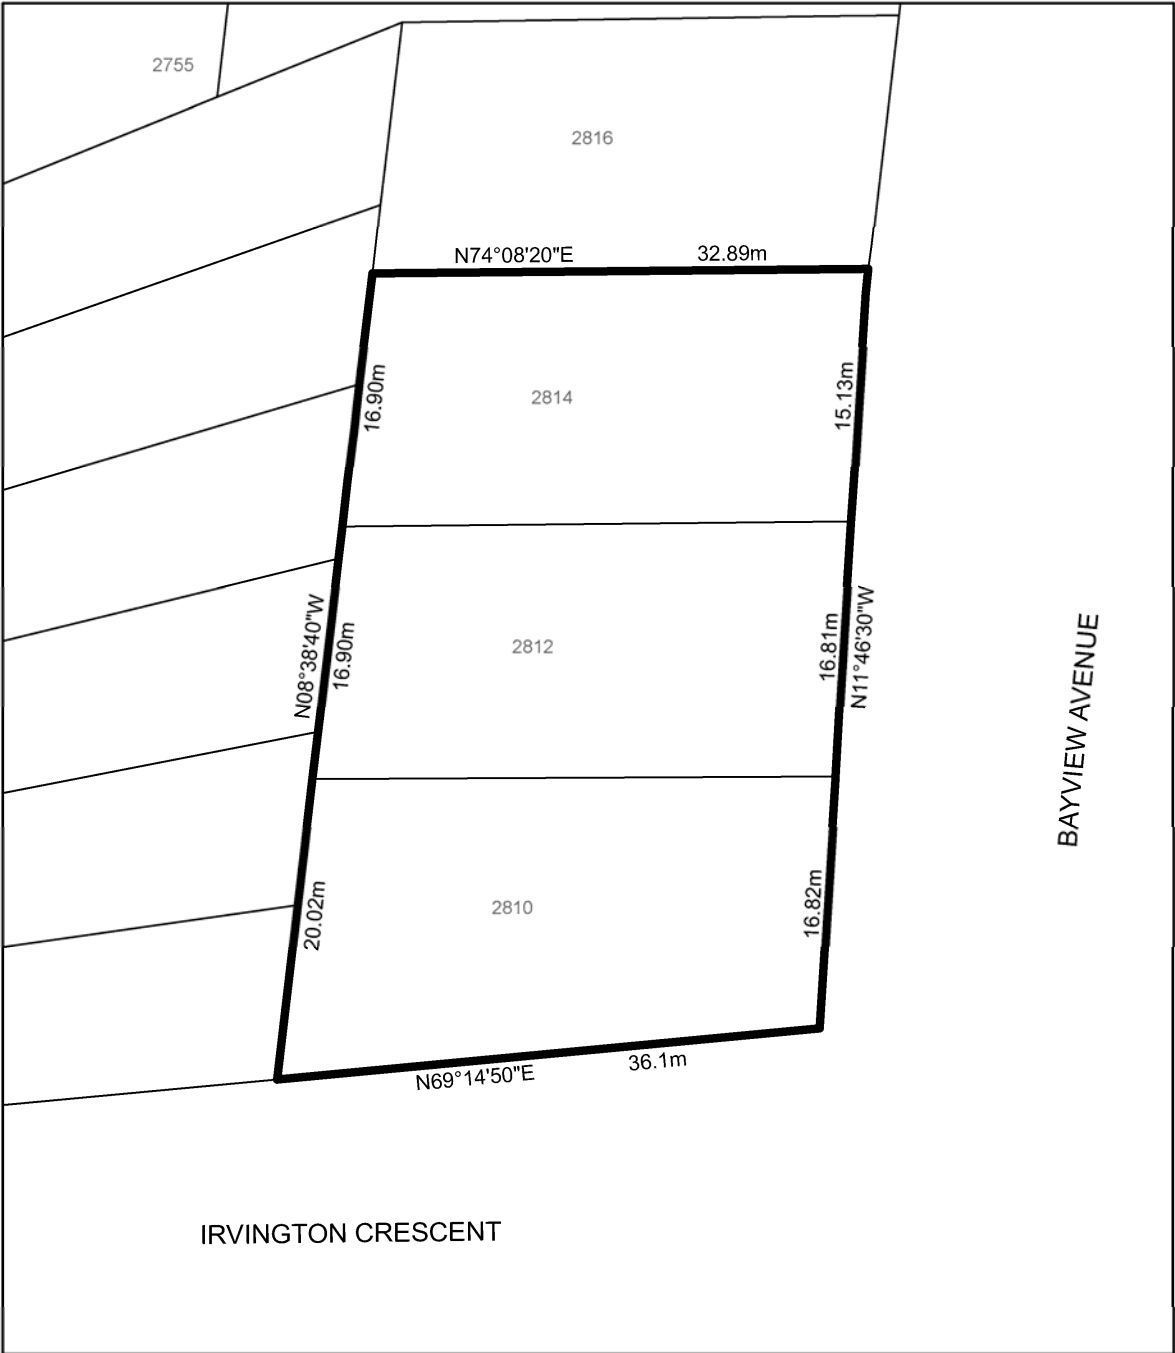 2755
2816
N74°08'20"E
32.89m
16.90m
2814
15.13m
N08°38'40"W
16.90m
2812
16.81m
N11°46'30"W
BAYVIEW AVENUE
20.02m
2810
16.82m
N69°14'50"E
36.1m
IRVINGTON CRESCENT